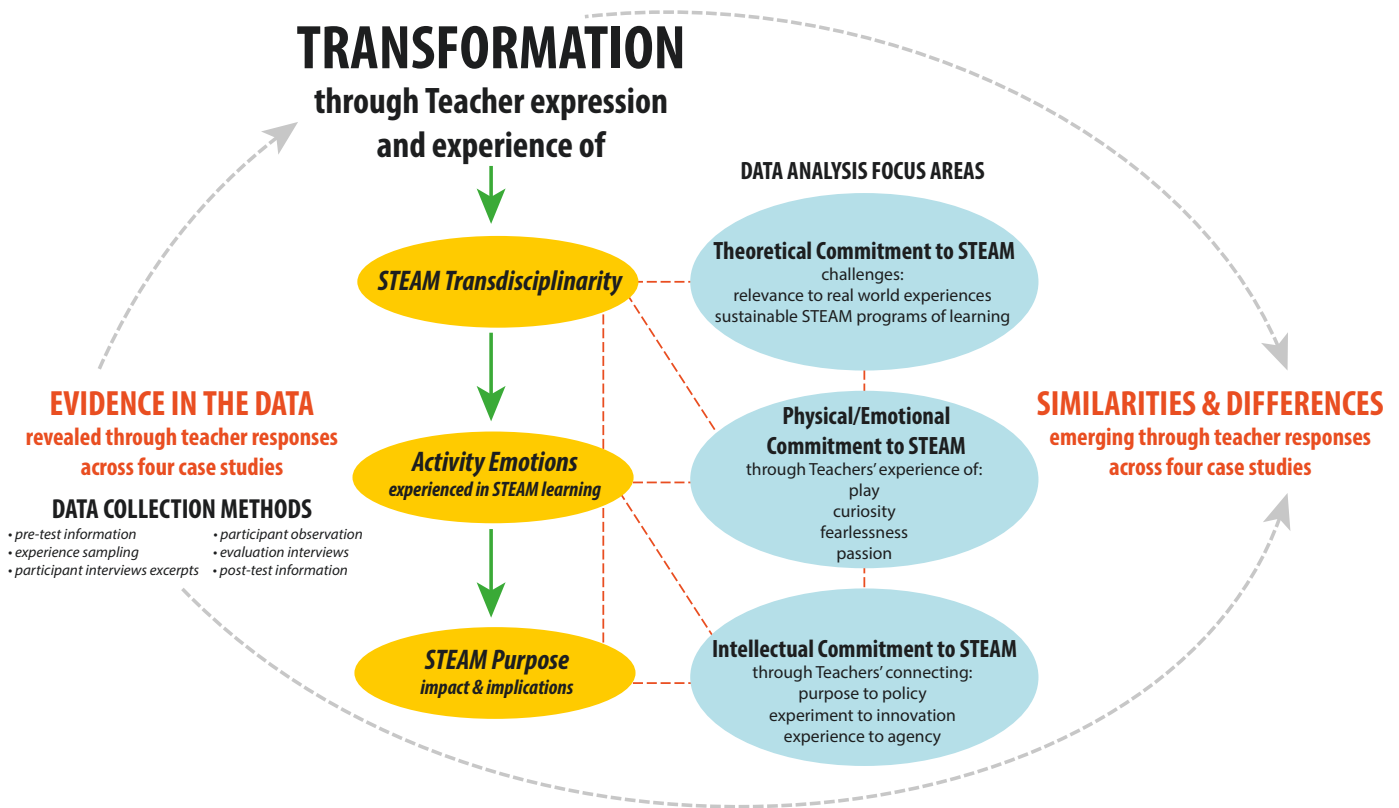 TRANSFORMATION
through Teacher expression
and experience of
DATA ANALYSIS FOCUS AREAS
STEAM Transdisciplinarity
Theoretical Commitment to STEAM
challenges:
relevance to real world experiences
sustainable STEAM programs of learning
EVIDENCE IN THE DATA
revealed through teacher responses
across four case studies
DATA COLLECTION METHODS
• pre-test information
• experience sampling
• participant interviews excerpts
• participant observation
• evaluation interviews
• post-test information
Activity Emotions
experienced in STEAM learning
Physical/Emotional
Commitment to STEAM
through Teachers' experience of:
play
curiosity
fearlessness
passion
SIMILARITIES & DIFFERENCES
emerging through teacher responses
across four case studies
STEAM Purpose
impact & implications
Intellectual Commitment to STEAM
through Teachers' connecting:
purpose to policy
experiment to innovation
experience to agency